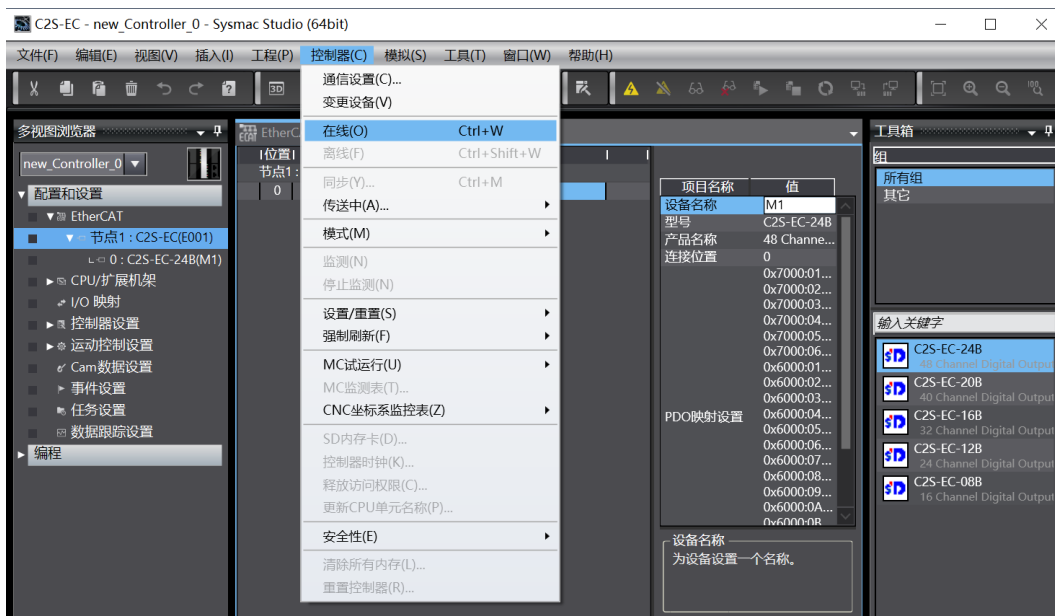 C2S-EC - new_Controller_0 - Sysmac Studio (64bit)
文件(F) 编辑(E) 视图(V) 插入(I) 工程(P) 控制器(C) 模拟(S) 工具(T) 窗口(W) 帮助(H)
通信设置(C)...
变更设备(V)
在线(O) Ctrl+W
离线(F) Ctrl+Shift+W
同步(Y)... Ctrl+M
传送中(A)...
模式(M)
监测(N)
停止监测(N)
设置/重置(S)
强制刷新(F)
MC试运行(U)
MC监测表(T)...
CNC坐标系监控表(Z)
SD内存卡(D)...
控制器时钟(K)...
释放访问权限(C)...
更新CPU单元名称(P)...
安全性(E)
清除所有内存(L)...
重置控制器(R)...
3D
100%
多视图浏览器
new_Controller_0
配置和设置
EtherCAT
节点1 : C2S-EC(E001)
0 : C2S-EC-24B(M1)
CPU/扩展机架
I/O 映射
控制器设置
运动控制设置
Cam数据设置
事件设置
任务设置
数据跟踪设置
编程
EtherC
位置
节点1 :
0
项目名称 值
设备名称 M1
型号 C2S-EC-24B
产品名称 48 Channe...
连接位置 0
PDO映射设置
0x7000:01...
0x7000:02...
0x7000:03...
0x7000:04...
0x7000:05...
0x7000:06...
0x6000:01...
0x6000:02...
0x6000:03...
0x6000:04...
0x6000:05...
0x6000:06...
0x6000:07...
0x6000:08...
0x6000:09...
0x6000:0A...
0x6000:0B
设备名称
为设备设置一个名称。
工具箱
组
所有组
其它
输入关键字
C2S-EC-24B
48 Channel Digital Output
C2S-EC-20B
40 Channel Digital Output
C2S-EC-16B
32 Channel Digital Output
C2S-EC-12B
24 Channel Digital Output
C2S-EC-08B
16 Channel Digital Output